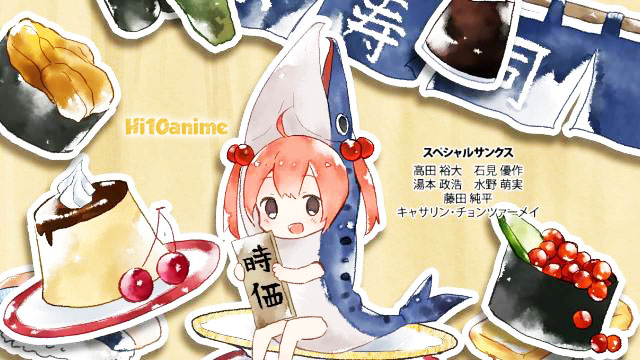 寿司
Hi10anime
スペシャルサンクス
高田 裕大　石見 優作
湯本 政浩　水野 萌実
藤田 純平
キャサリン・チョンツァーメイ
時価